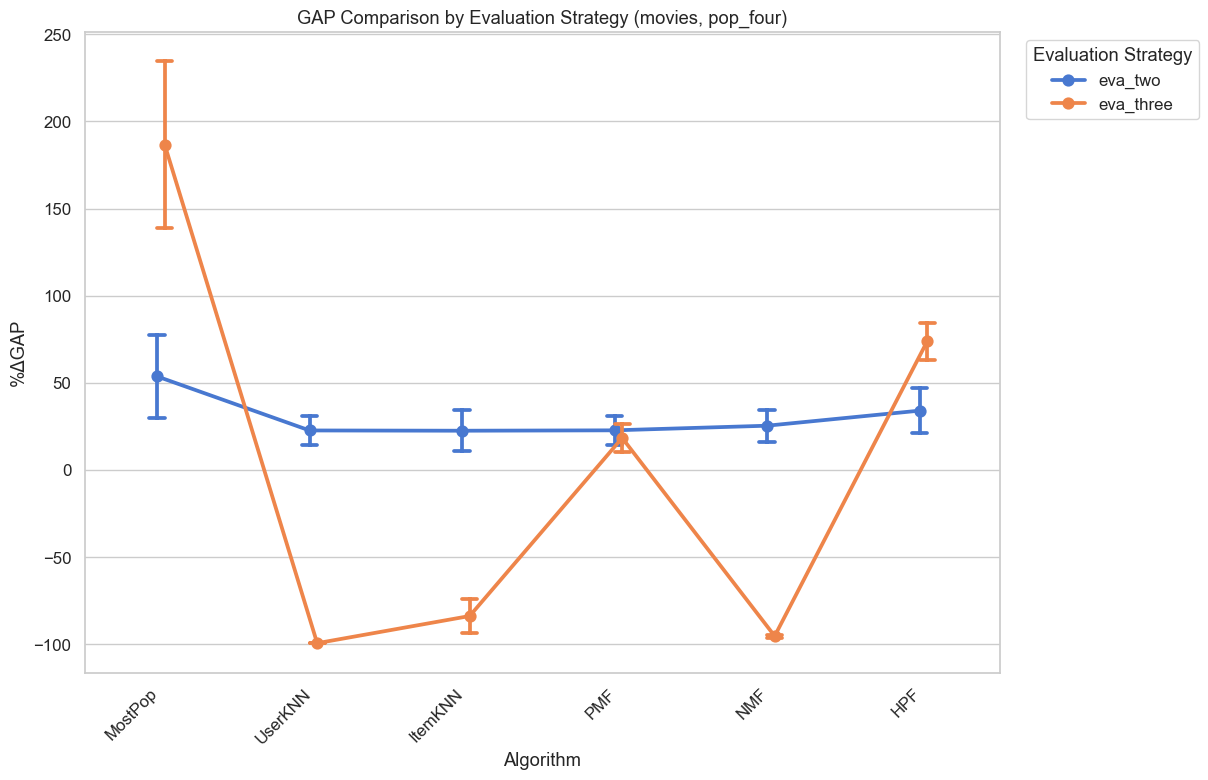 GAP Comparison by Evaluation Strategy (movies, pop_four)
Evaluation Strategy
eva_two
eva_three
%ΔGAP
250
200
150
100
50
0
−50
−100
MostPop
UserKNN
ItemKNN
PMF
NMF
HPF
Algorithm